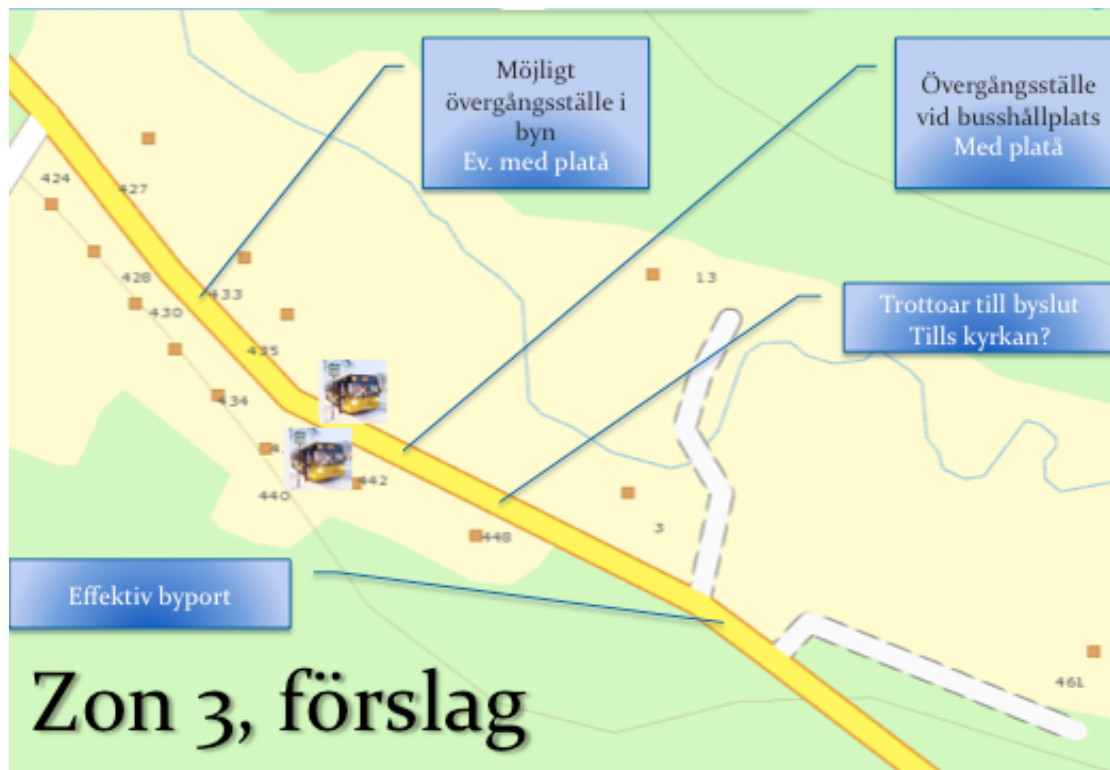 Möjligt
övergångsställe i
byn
Ev. med platå
Övergångsställe
vid busshållplats
Med platå
424
427
13
428
433
430
Trottoar till byslut
Tills kyrkan?
435
434
442
440
3
448
Effektiv byport
461
Zon 3, förslag